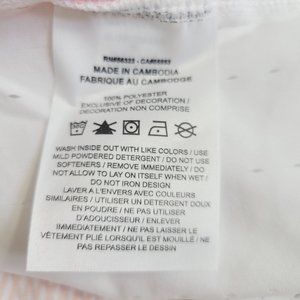 MADE IN CAMBODIA
FABRIQUE AU CAMBODGE
100% POLYESTER
EXCLUSIVE OF DECORATION /
DECORATION NON COMPRISE
WASH INSIDE OUT WITH LIKE COLORS / USE
MILD POWDERED DETERGENT / DO NOT USE
SOFTENERS / REMOVE IMMEDIATELY / DO
NOT ALLOW TO LAY ON ITSELF WHEN WET /
DO NOT IRON DESIGN
LAVER A L'ENVERS AVEC COLORIS
SIMILAIRES / UTILISER UN DETERGENT DOUX
EN POUDRE / NE PAS UTILISER
D'ADOUCISSEUR / ENLEVER
IMMEDIATEMENT / NE PAS LAISSER LE
VÊTEMENT PLIÉ LORSQU'IL EST MOUILLÉ / NE
PAS REPASSER LE DESSIN